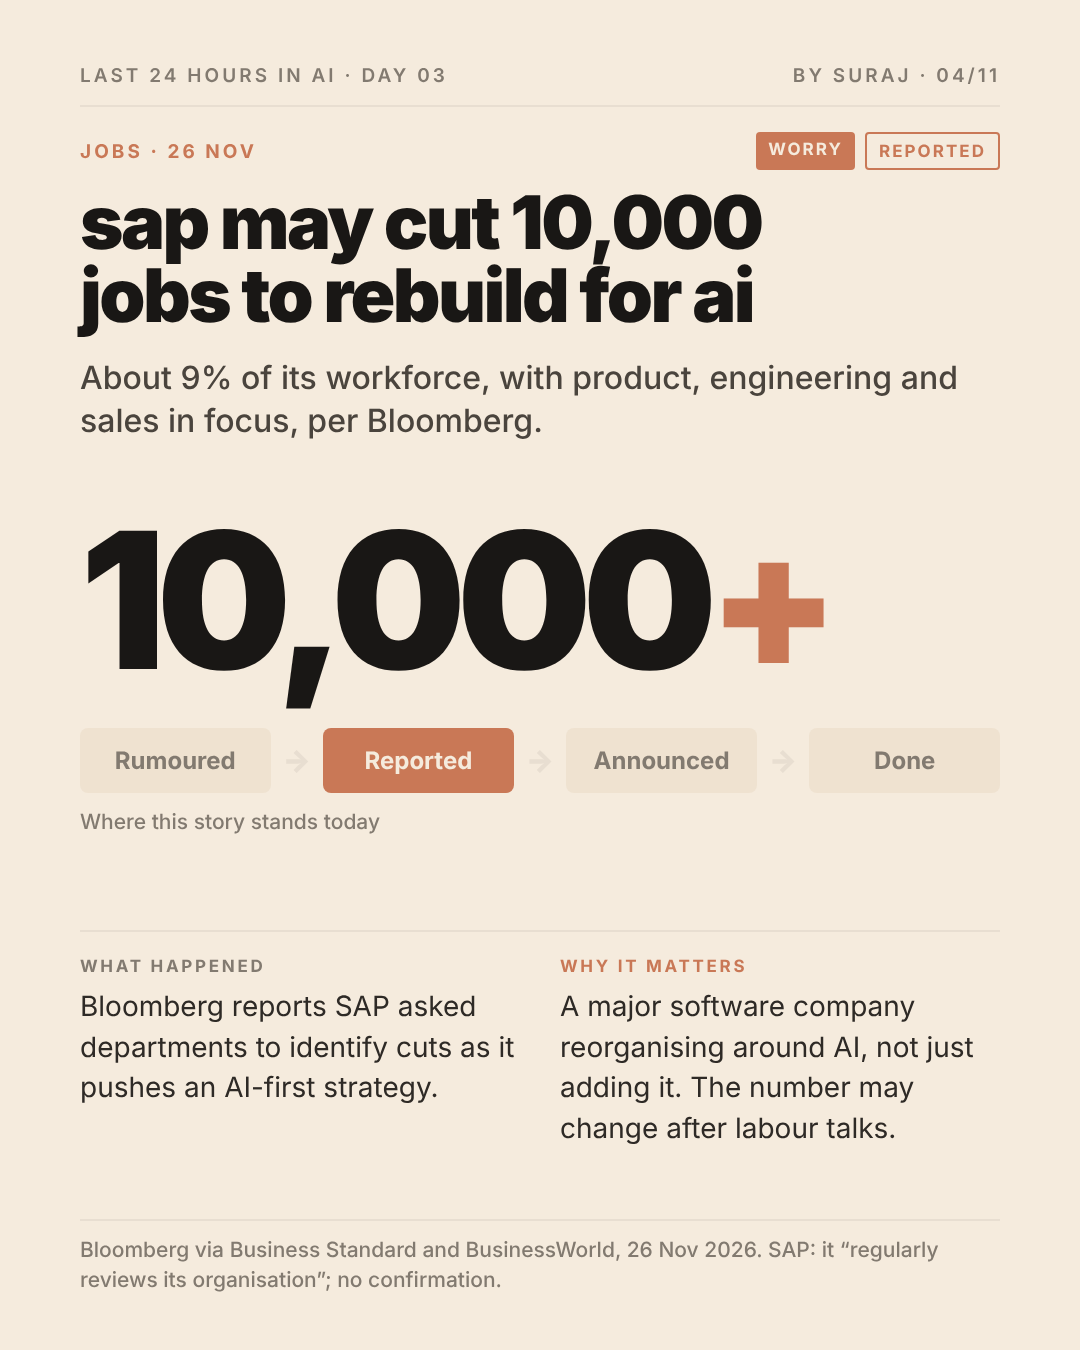 LAST 24 HOURS IN AI · DAY 03
BY SURAJ · 04/11
JOBS · 26 NOV
WORRY
REPORTED
sap may cut 10,000
jobs to rebuild for ai
About 9% of its workforce, with product, engineering and
sales in focus, per Bloomberg.
10,000+
Rumoured → Reported → Announced → Done
Where this story stands today
WHAT HAPPENED
Bloomberg reports SAP asked
departments to identify cuts as it
pushes an AI-first strategy.
WHY IT MATTERS
A major software company
reorganising around AI, not just
adding it. The number may
change after labour talks.
Bloomberg via Business Standard and BusinessWorld, 26 Nov 2026. SAP: it “regularly
reviews its organisation”; no confirmation.